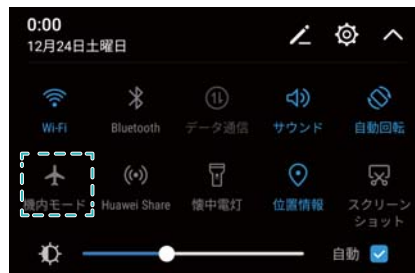 0:00
12月24日土曜日
Wi-Fi
Bluetooth
データ通信
サウンド
自動回転
機内モード
Huawei Share
懐中電灯
位置情報
スクリーン
ショット
自動